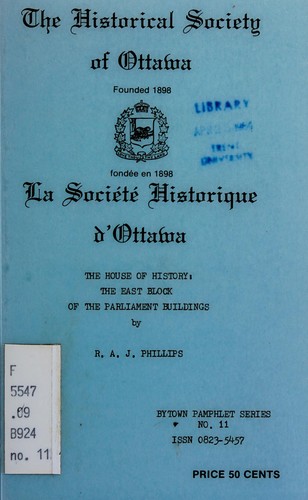 The Historical Society
of Ottawa
Founded 1898
LIBRARY
TRENT
UNIVERSITY
fondée en 1898
La Société Historique
d'Ottawa
THE HOUSE OF HISTORY:
THE EAST BLOCK
OF THE PARLIAMENT BUILDINGS
by
R. A. J. PHILLIPS
F
5547
.O9
B924
no. 11
BYTOWN PAMPHLET SERIES
NO. 11
ISSN 0823-5457
PRICE 50 CENTS